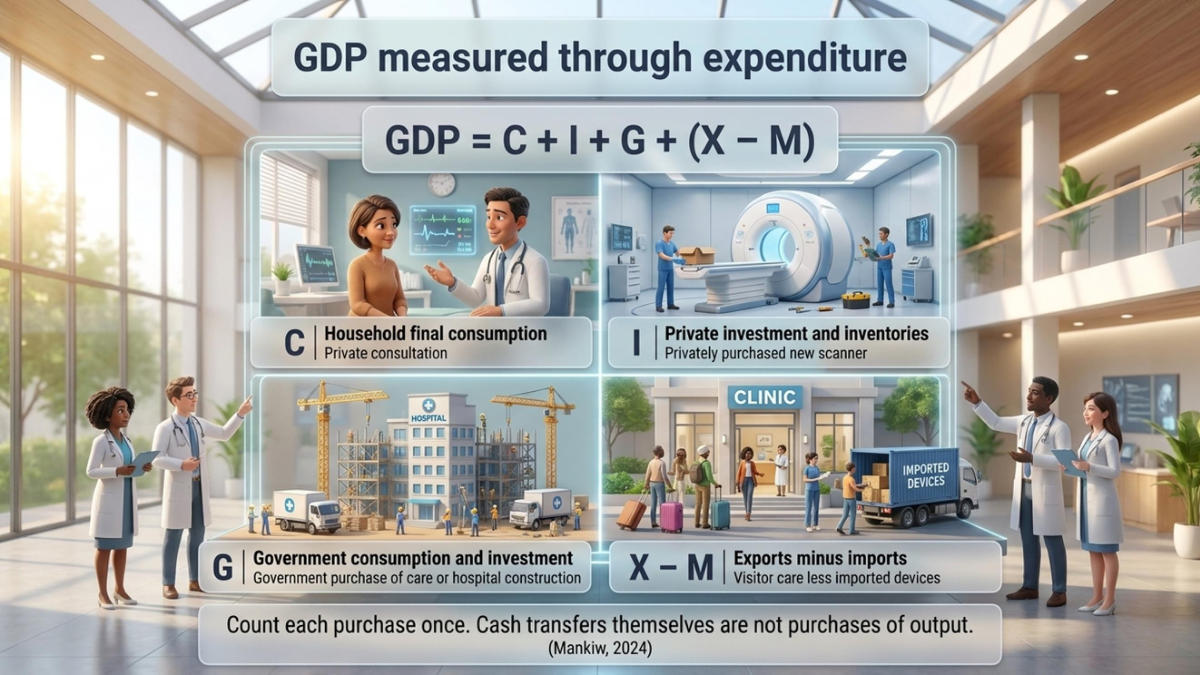 GDP measured through expenditure
GDP = C + I + G + (X − M)
C
Household final consumption
Private consultation
I
Private investment and inventories
Privately purchased new scanner
HOSPITAL
CLINIC
IMPORTED
DEVICES
G
Government consumption and investment
Government purchase of care or hospital construction
X − M
Exports minus imports
Visitor care less imported devices
Count each purchase once. Cash transfers themselves are not purchases of output.
(Mankiw, 2024)